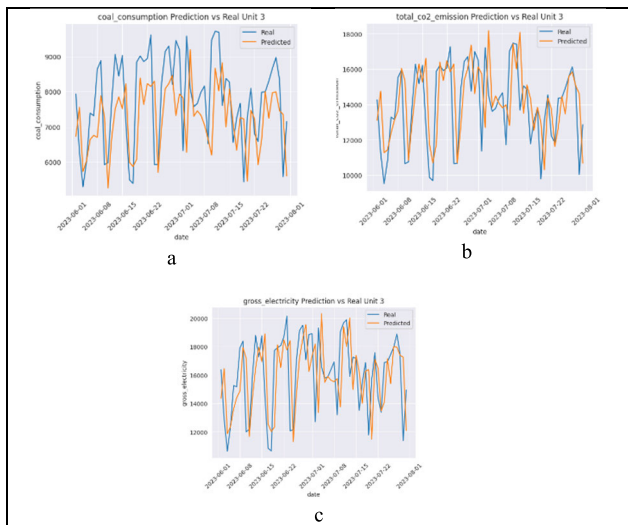 coal_consumption Prediction vs Real Unit 3
Real
Predicted
coal_consumption
9000
8000
7000
6000
2023-06-01
2023-06-08
2023-06-15
2023-06-22
2023-07-01
2023-07-08
2023-07-15
2023-07-22
2023-08-01
date
a
total_co2_emission Prediction vs Real Unit 3
Real
Predicted
18000
16000
14000
12000
10000
2023-06-01
2023-06-08
2023-06-15
2023-06-22
2023-07-01
2023-07-08
2023-07-15
2023-07-22
2023-08-01
date
b
gross_electricity Prediction vs Real Unit 3
Real
Predicted
gross_electricity
20000
18000
16000
14000
12000
2023-06-01
2023-06-08
2023-06-15
2023-06-22
2023-07-01
2023-07-08
2023-07-15
2023-07-22
2023-08-01
date
c